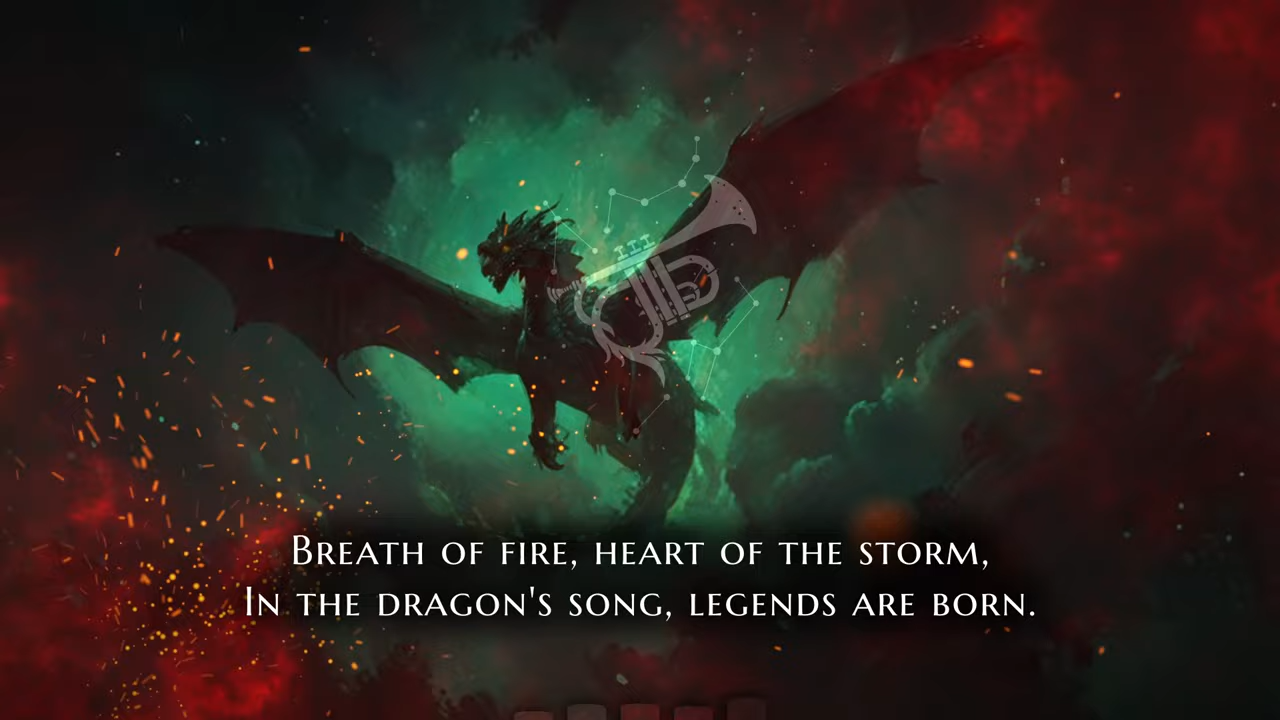 Breath of fire, heart of the storm,
In the dragon's song, legends are born.